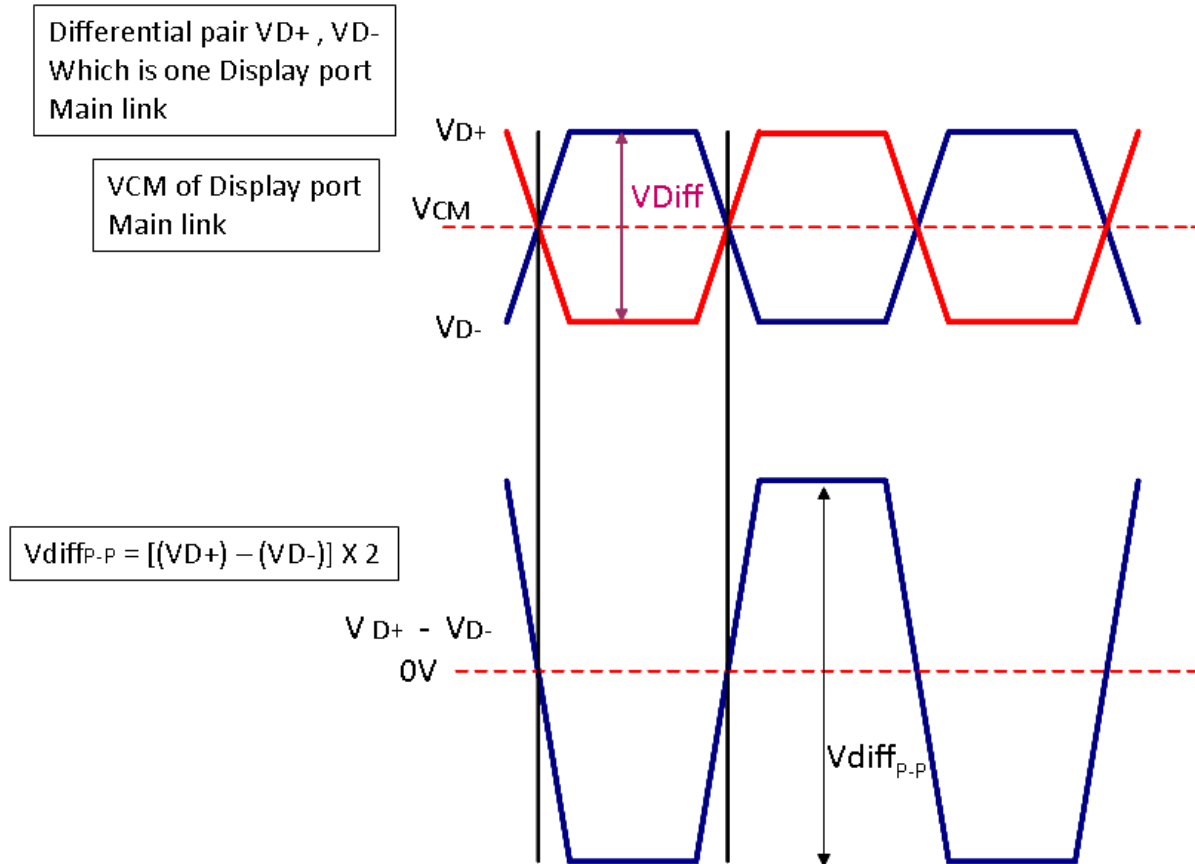 Differential pair VD+ , VD-
Which is one Display port
Main link
VCM of Display port
Main link
VD+
VDiff
VCM
VD-
VdiffP-P = [(VD+) – (VD-)] X 2
V D+ - VD-
0V
VdiffP-P